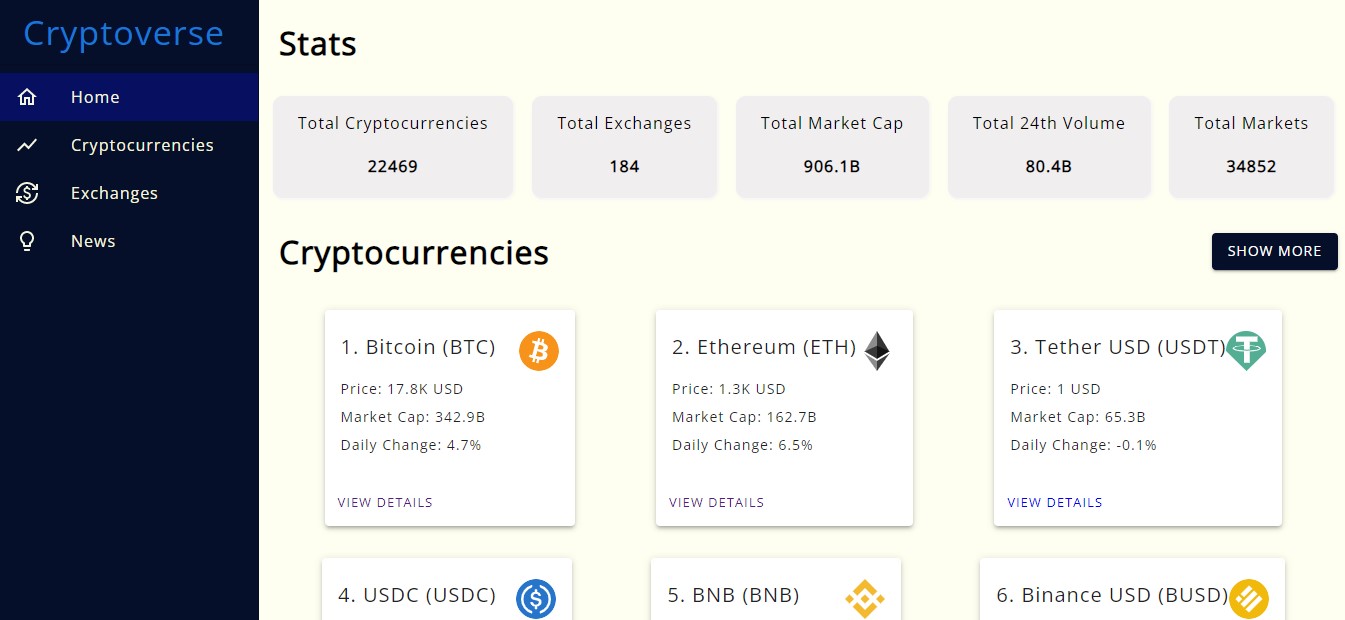 Cryptoverse
Home
Cryptocurrencies
Exchanges
News
Stats
Total Cryptocurrencies
22469
Total Exchanges
184
Total Market Cap
906.1B
Total 24th Volume
80.4B
Total Markets
34852
Cryptocurrencies
SHOW MORE
1. Bitcoin (BTC)
Price: 17.8K USD
Market Cap: 342.9B
Daily Change: 4.7%
VIEW DETAILS
2. Ethereum (ETH)
Price: 1.3K USD
Market Cap: 162.7B
Daily Change: 6.5%
VIEW DETAILS
3. Tether USD (USDT)
Price: 1 USD
Market Cap: 65.3B
Daily Change: -0.1%
VIEW DETAILS
4. USDC (USDC)
5. BNB (BNB)
6. Binance USD (BUSD)